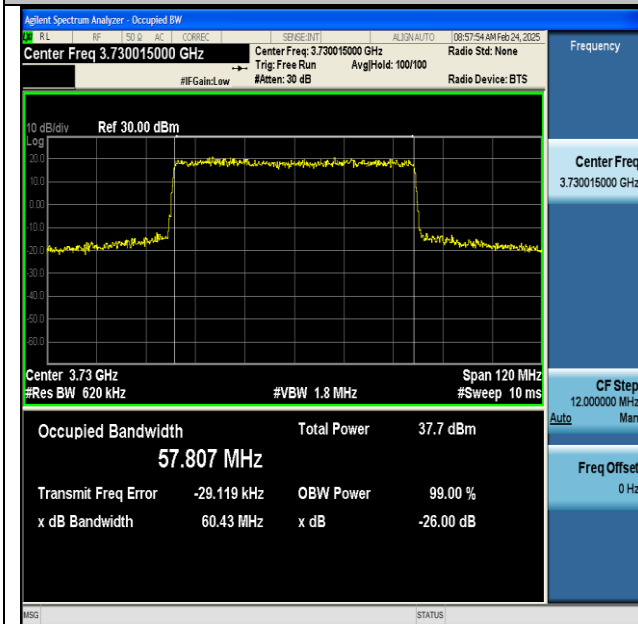 Agilent Spectrum Analyzer - Occupied BW
RL RF 50 Ω AC CORREC SENSE:INT ALIGN AUTO 08:57:54 AM Feb 24, 2025
Center Freq 3.730015000 GHz
Center Freq: 3.730015000 GHz Radio Std: None
Trig: Free Run Avg|Hold: 100/100
#IFGain:Low #Atten: 30 dB Radio Device: BTS
10 dB/div Ref 30.00 dBm
Log
20.0
10.0
0.00
-10.0
-20.0
-30.0
-40.0
-50.0
-60.0
Center 3.73 GHz Span 120 MHz
#Res BW 620 kHz #VBW 1.8 MHz #Sweep 10 ms
Occupied Bandwidth Total Power 37.7 dBm
57.807 MHz
Transmit Freq Error -29.119 kHz OBW Power 99.00 %
x dB Bandwidth 60.43 MHz x dB -26.00 dB
MSG STATUS
Frequency
Center Freq
3.730015000 GHz
CF Step
12.000000 MHz
Auto Man
Freq Offset
0 Hz